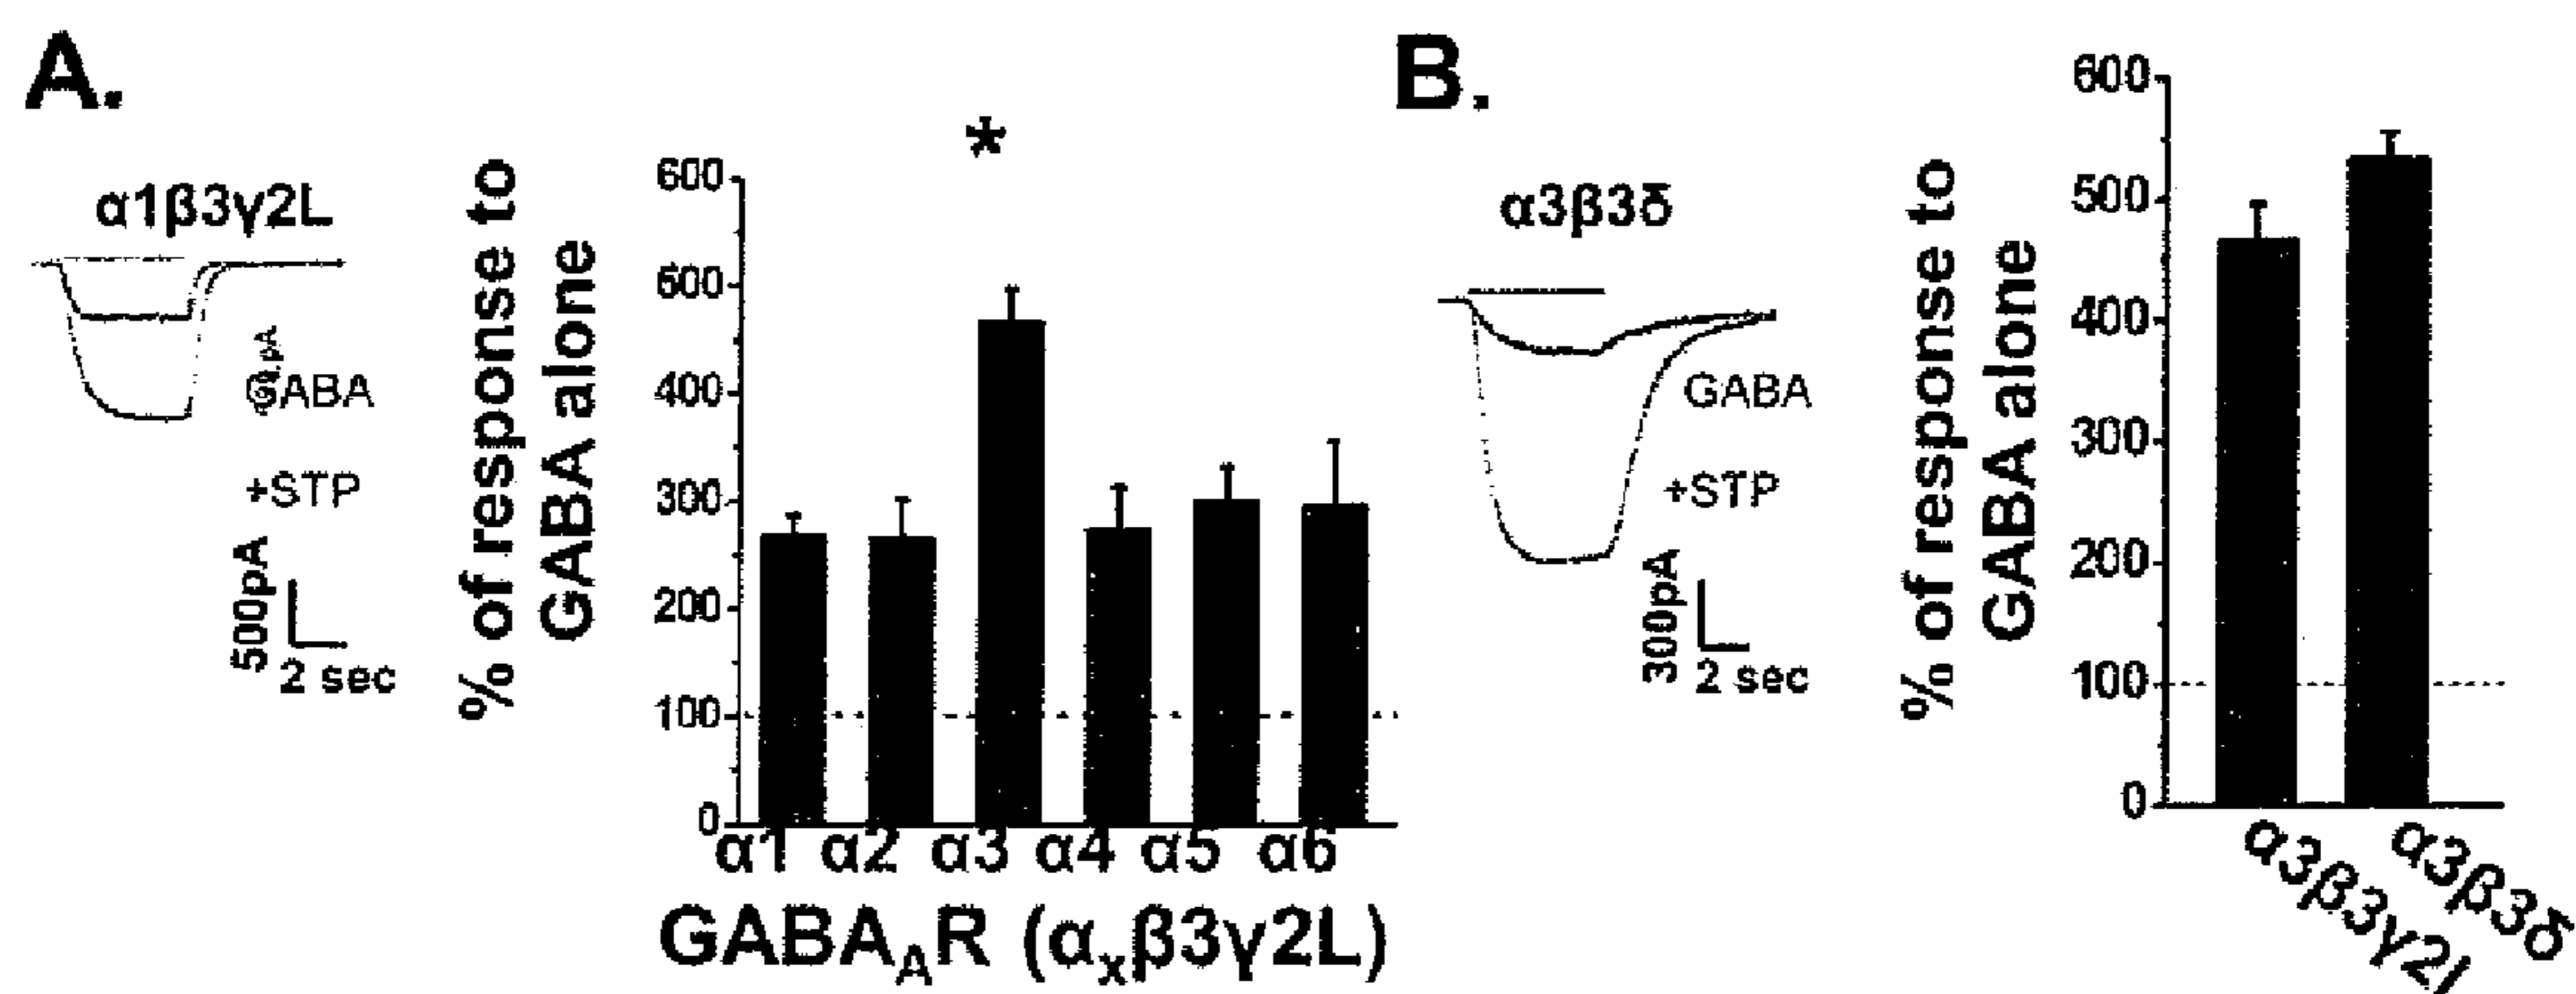 A.
α1β3γ2L
GABA
+STP
500pA
2 sec
% of response to
GABA alone
600
500
400
300
200
100
0
*
α1 α2 α3 α4 α5 α6
GABA_AR (α_xβ3γ2L)
B.
α3β3δ
GABA
+STP
300pA
2 sec
% of response to
GABA alone
600
500
400
300
200
100
0
α3β3γ2L
α3β3δ